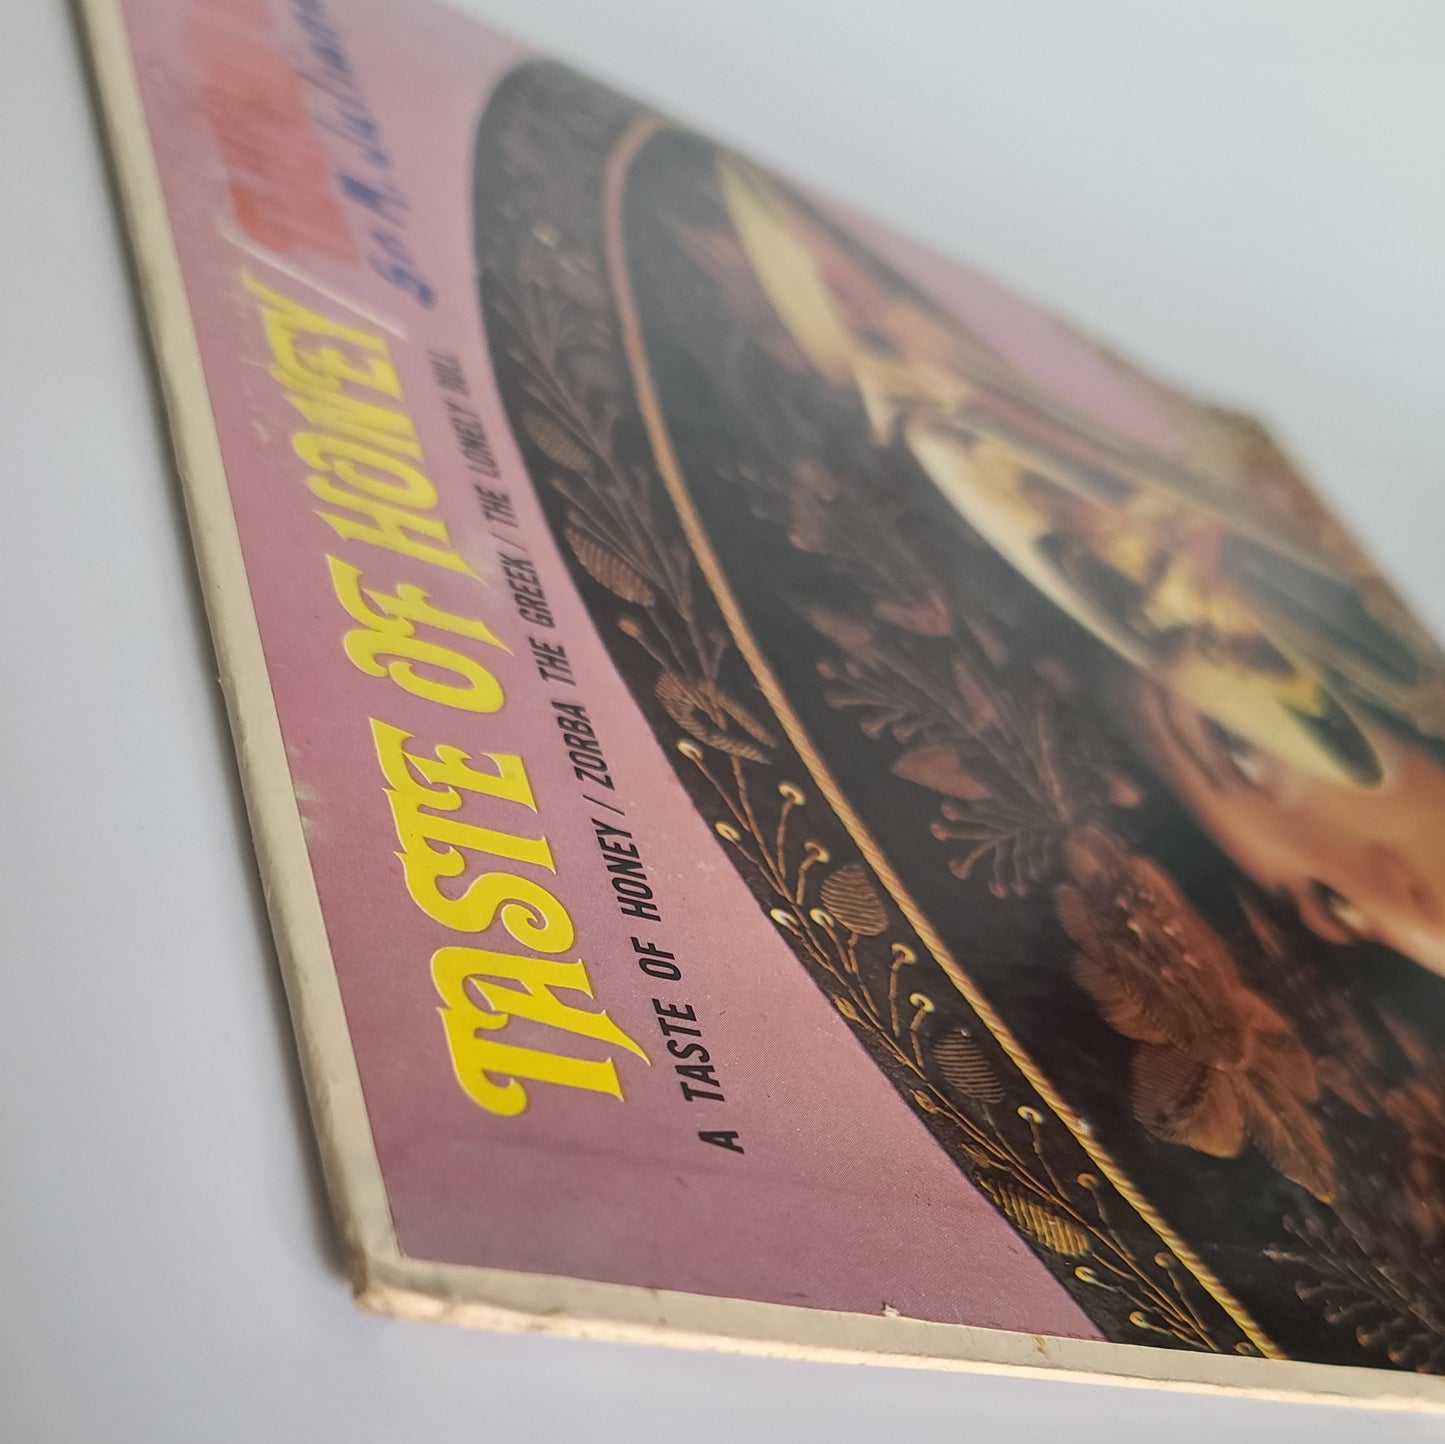 TASTE OF HONEY/
A TASTE OF HONEY / ZORBA THE GREEK / THE LONELY BULL